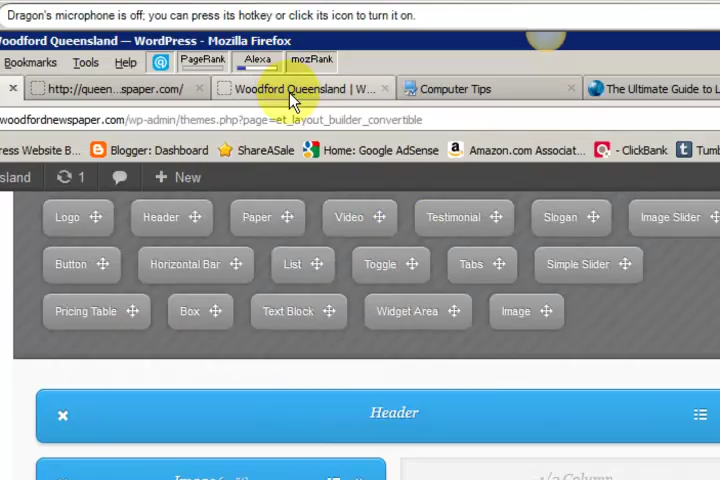 Dragon's microphone is off; you can press its hotkey or click its icon to turn it on.
Woodford Queensland — WordPress - Mozilla Firefox
Bookmarks Tools Help PageRank Alexa mozRank
http://queen...spaper.com/ Woodford Queensland | W... Computer Tips The Ultimate Guide to L
woodfordnewspaper.com/wp-admin/themes.php?page=et_layout_builder_convertible
ress Website B... Blogger: Dashboard ShareASale Home: Google AdSense Amazon.com Associat... - ClickBank Tumb
sland 1 New
Logo Header Paper Video Testimonial Slogan Image Slider
Button Horizontal Bar List Toggle Tabs Simple Slider
Pricing Table Box Text Block Widget Area Image
Header
1/2 Column